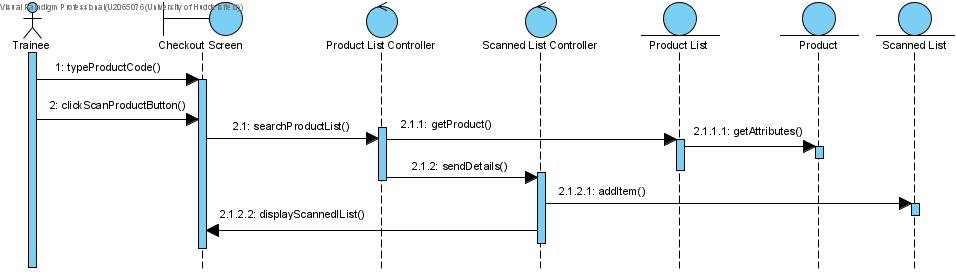 Visual Paradigm Professional(U2065076(University of Huddersfield))
Trainee
Checkout Screen
Product List Controller
Scanned List Controller
Product List
Product
Scanned List
1: typeProductCode()
2: clickScanProductButton()
2.1: searchProductList()
2.1.1: getProduct()
2.1.1.1: getAttributes()
2.1.2: sendDetails()
2.1.2.1: addItem()
2.1.2.2: displayScannedlList()